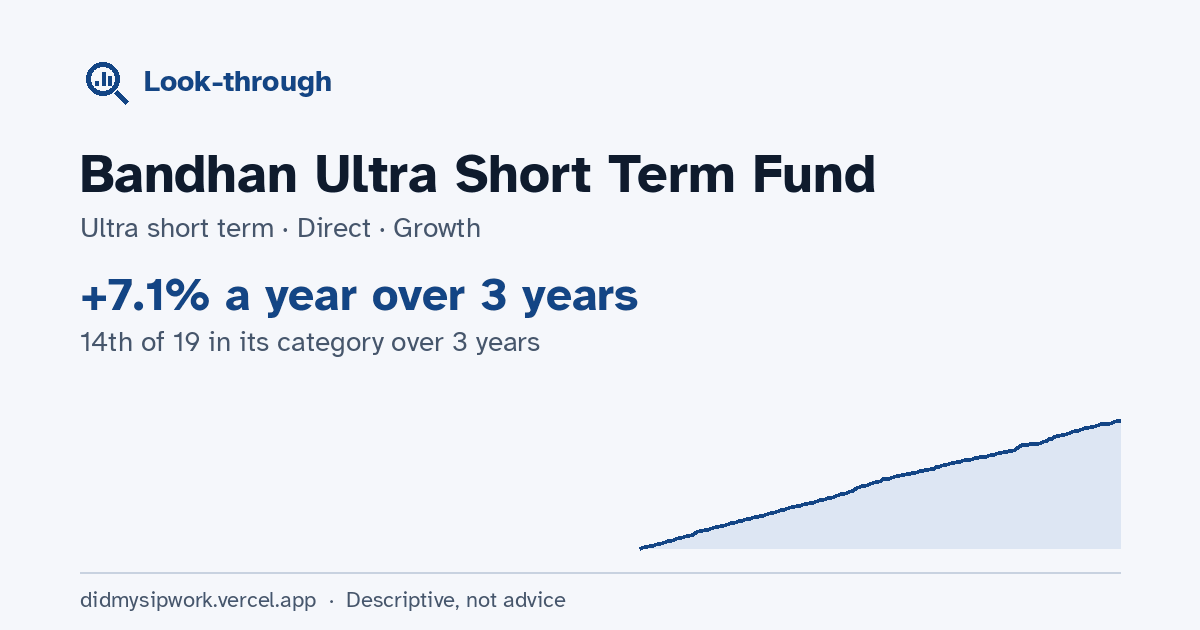 Look-through
Bandhan Ultra Short Term Fund
Ultra short term · Direct · Growth
+7.1% a year over 3 years
14th of 19 in its category over 3 years
didmysipwork.vercel.app · Descriptive, not advice